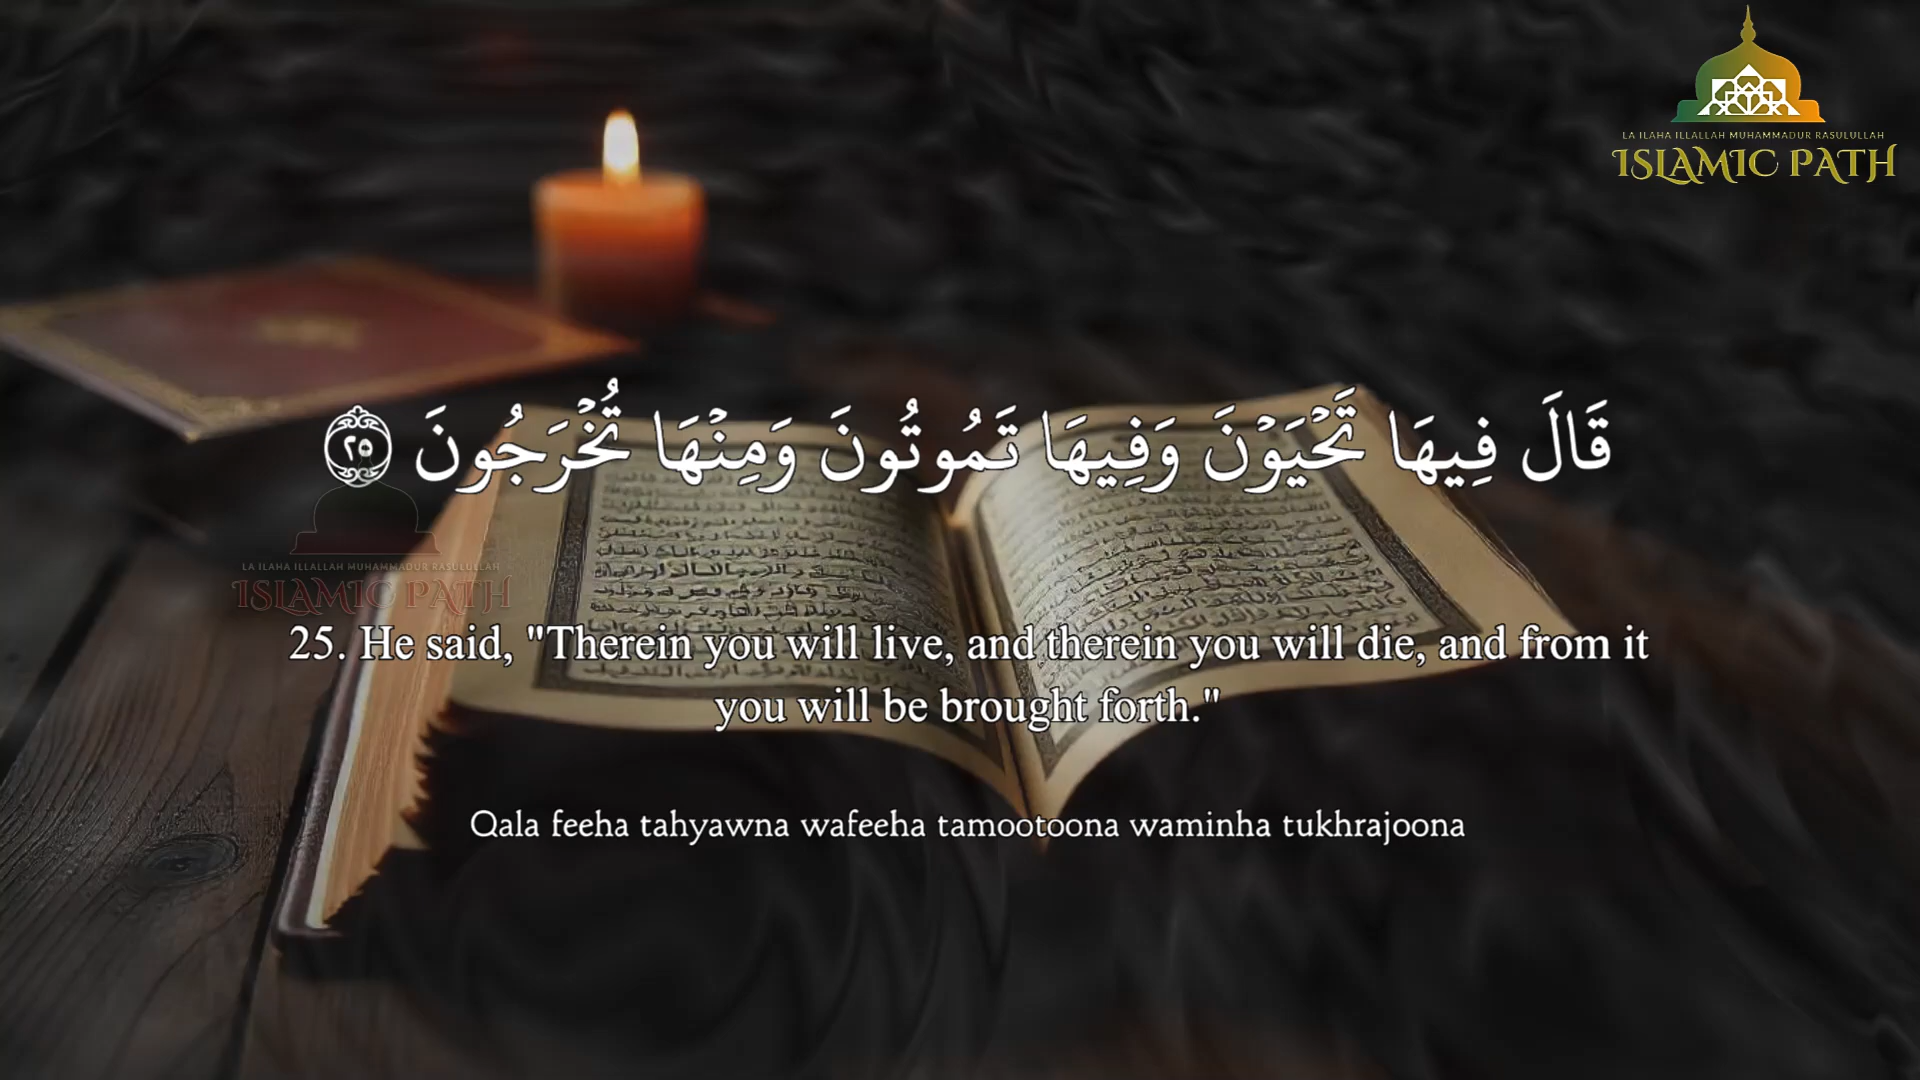 LA ILAHA ILLALLAH MUHAMMADUR RASULULLAH
ISLAMIC PATH
قَالَ فِيهَا تَحْيَوْنَ وَفِيهَا تَمُوتُونَ وَمِنْهَا تُخْرَجُونَ ٢٥
LA ILAHA ILLALLAH MUHAMMADUR RASULULLAH
ISLAMIC PATH
25. He said, "Therein you will live, and therein you will die, and from it
you will be brought forth."
Qala feeha tahyawna wafeeha tamootoona waminha tukhrajoona